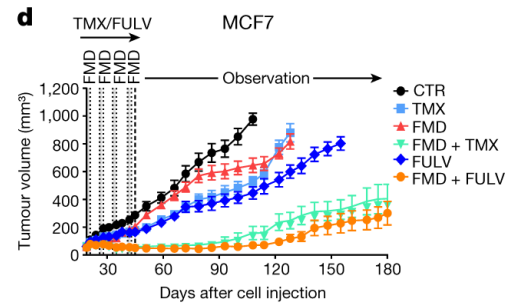 d
TMX/FULV
MCF7
FMD
FMD
FMD
FMD
Observation
Tumour volume (mm³)
1,200
1,000
800
600
400
200
0
30
60
90
120
150
180
Days after cell injection
CTR
TMX
FMD
FMD + TMX
FULV
FMD + FULV